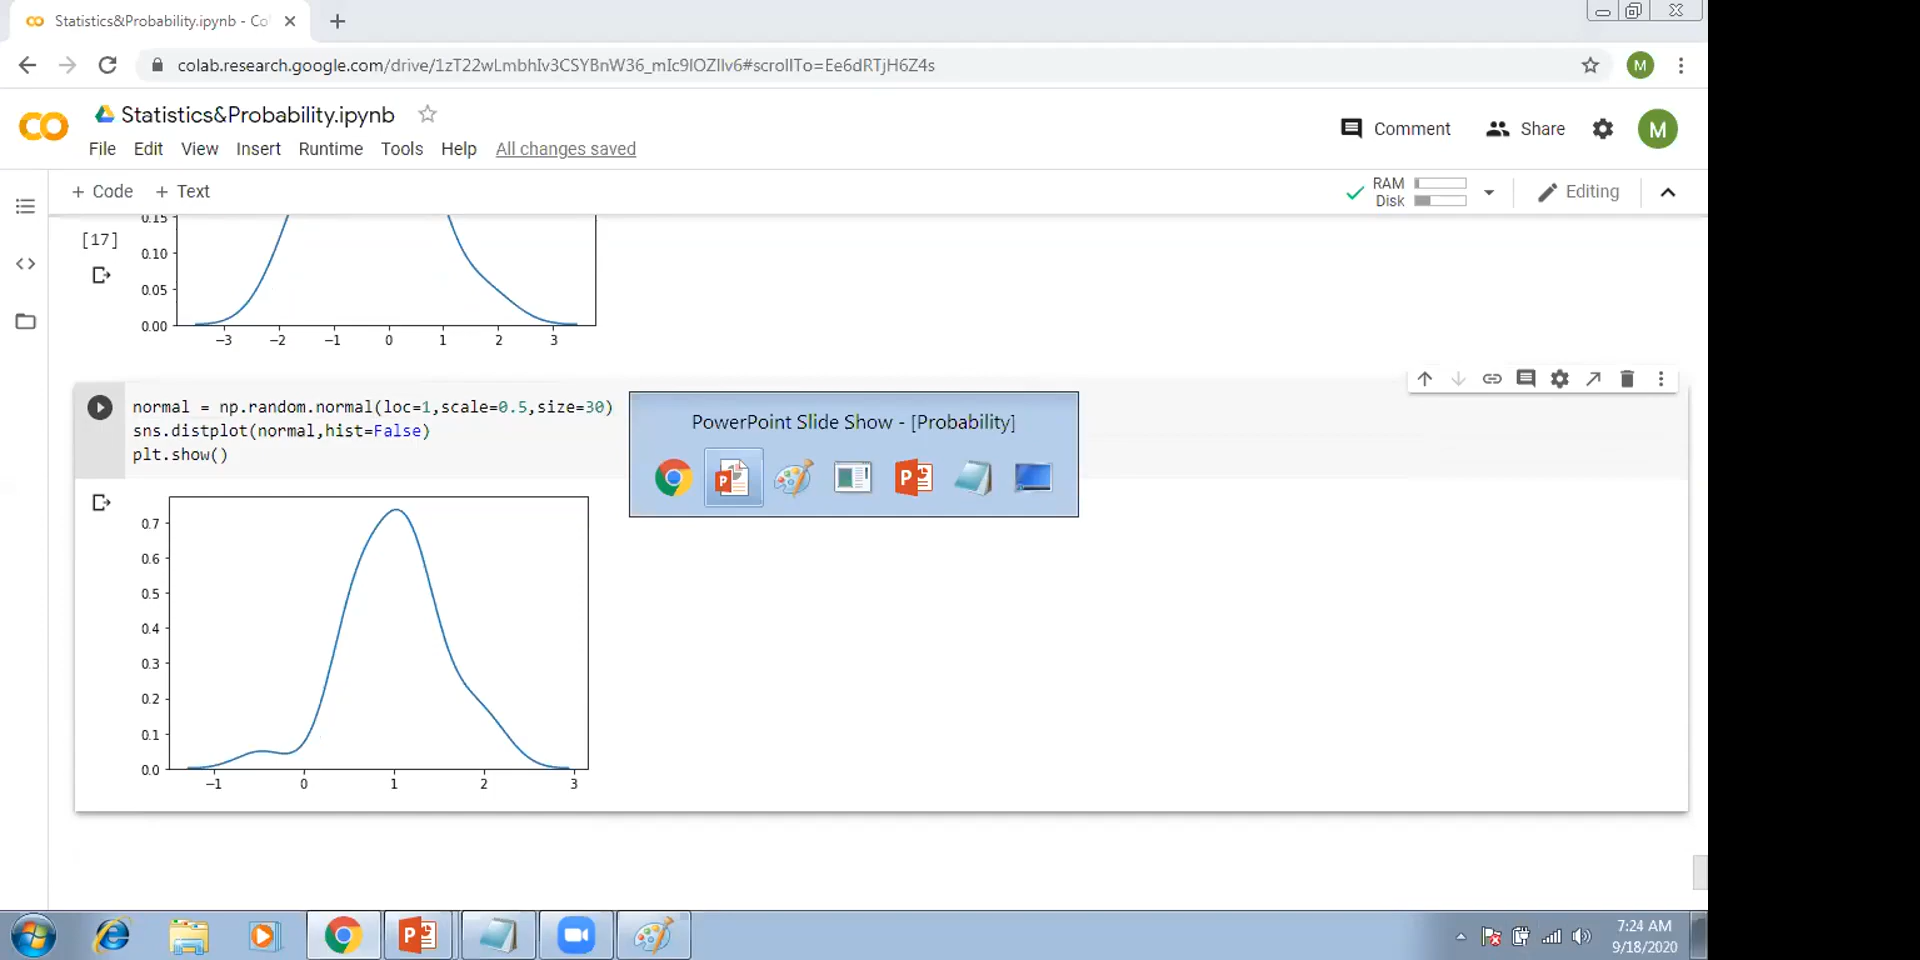 Statistics&Probability.ipynb - Co
colab.research.google.com/drive/1zT22wLmbhIv3CSYBnW36_mIc9lOZIlv6#scrollTo=Ee6dRTjH6Z4s
M
Statistics&Probability.ipynb
File Edit View Insert Runtime Tools Help All changes saved
Comment Share M
+ Code + Text
RAM
Disk
Editing
[17]
0.15
0.10
0.05
0.00
−3 −2 −1 0 1 2 3
normal = np.random.normal(loc=1,scale=0.5,size=30)
sns.distplot(normal,hist=False)
plt.show()
PowerPoint Slide Show - [Probability]
0.7
0.6
0.5
0.4
0.3
0.2
0.1
0.0
−1 0 1 2 3
7:24 AM
9/18/2020